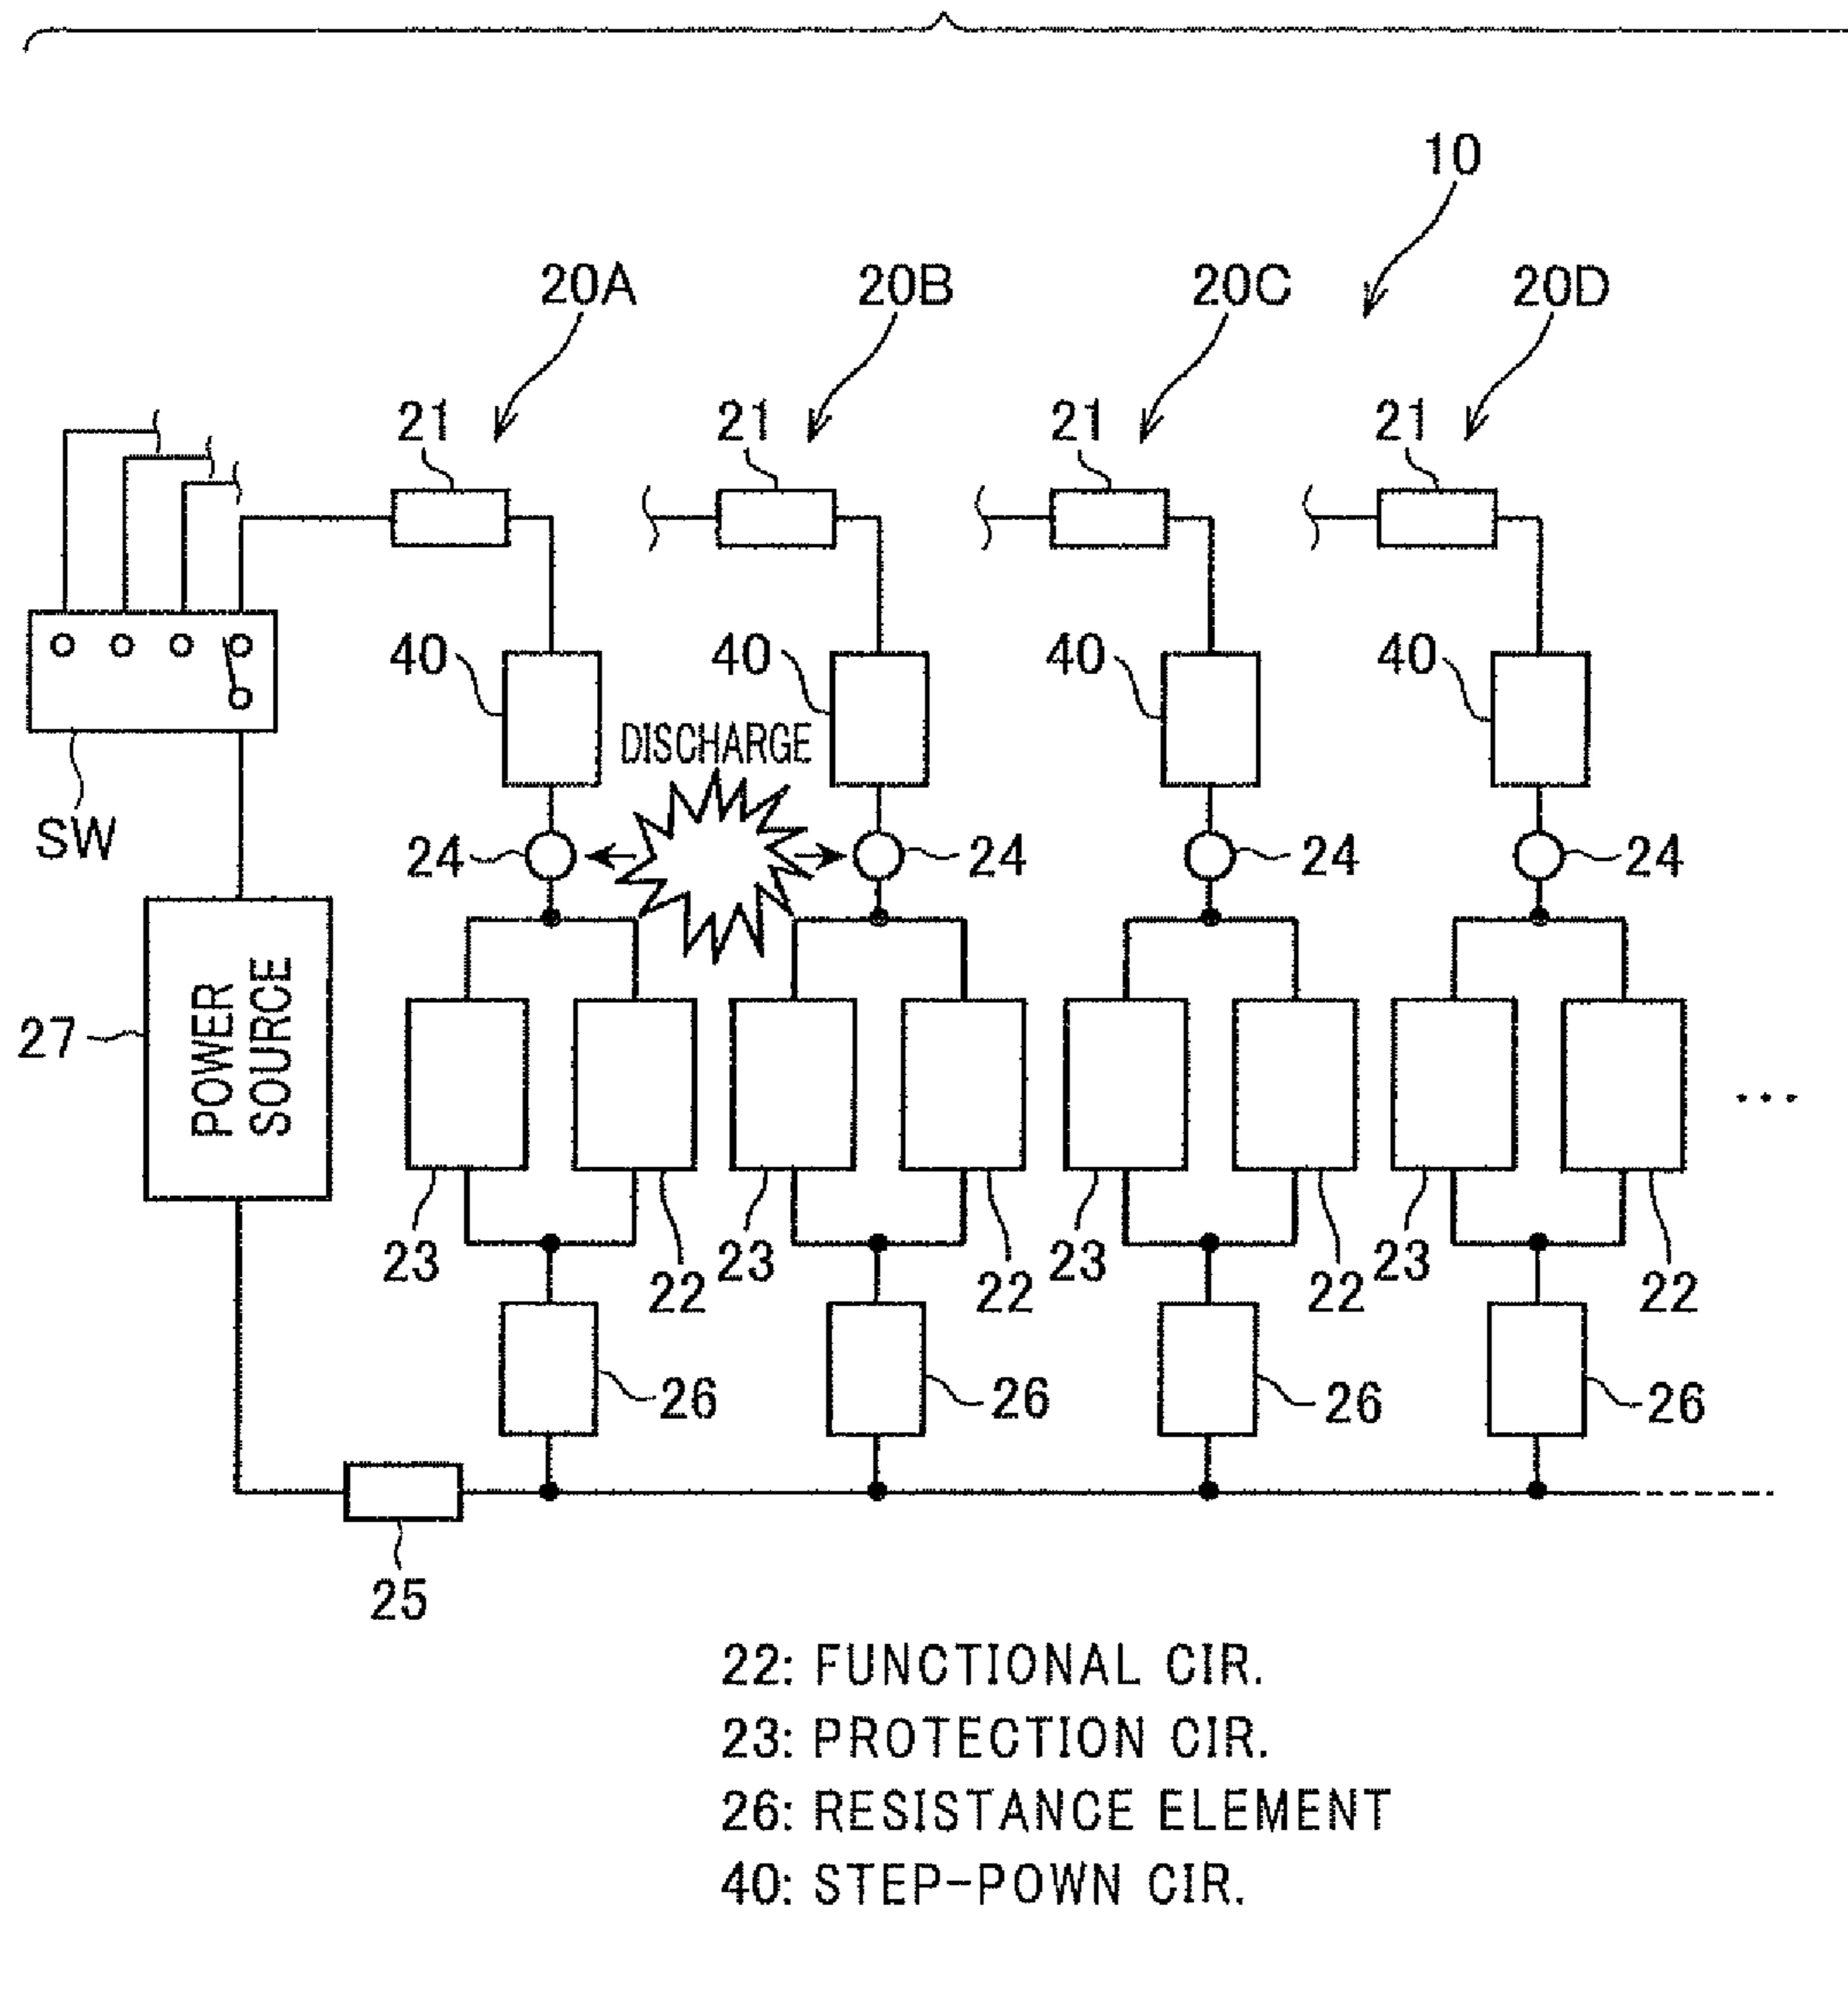 10
20A 20B 20C 20D
21 21 21 21
40 40 40 40
DISCHARGE
SW
24 24 24 24
27
POWER
SOURCE
23 22 23 22 23 22 23 22
26 26 26 26
25
22: FUNCTIONAL CIR.
23: PROTECTION CIR.
26: RESISTANCE ELEMENT
40: STEP-POWN CIR.